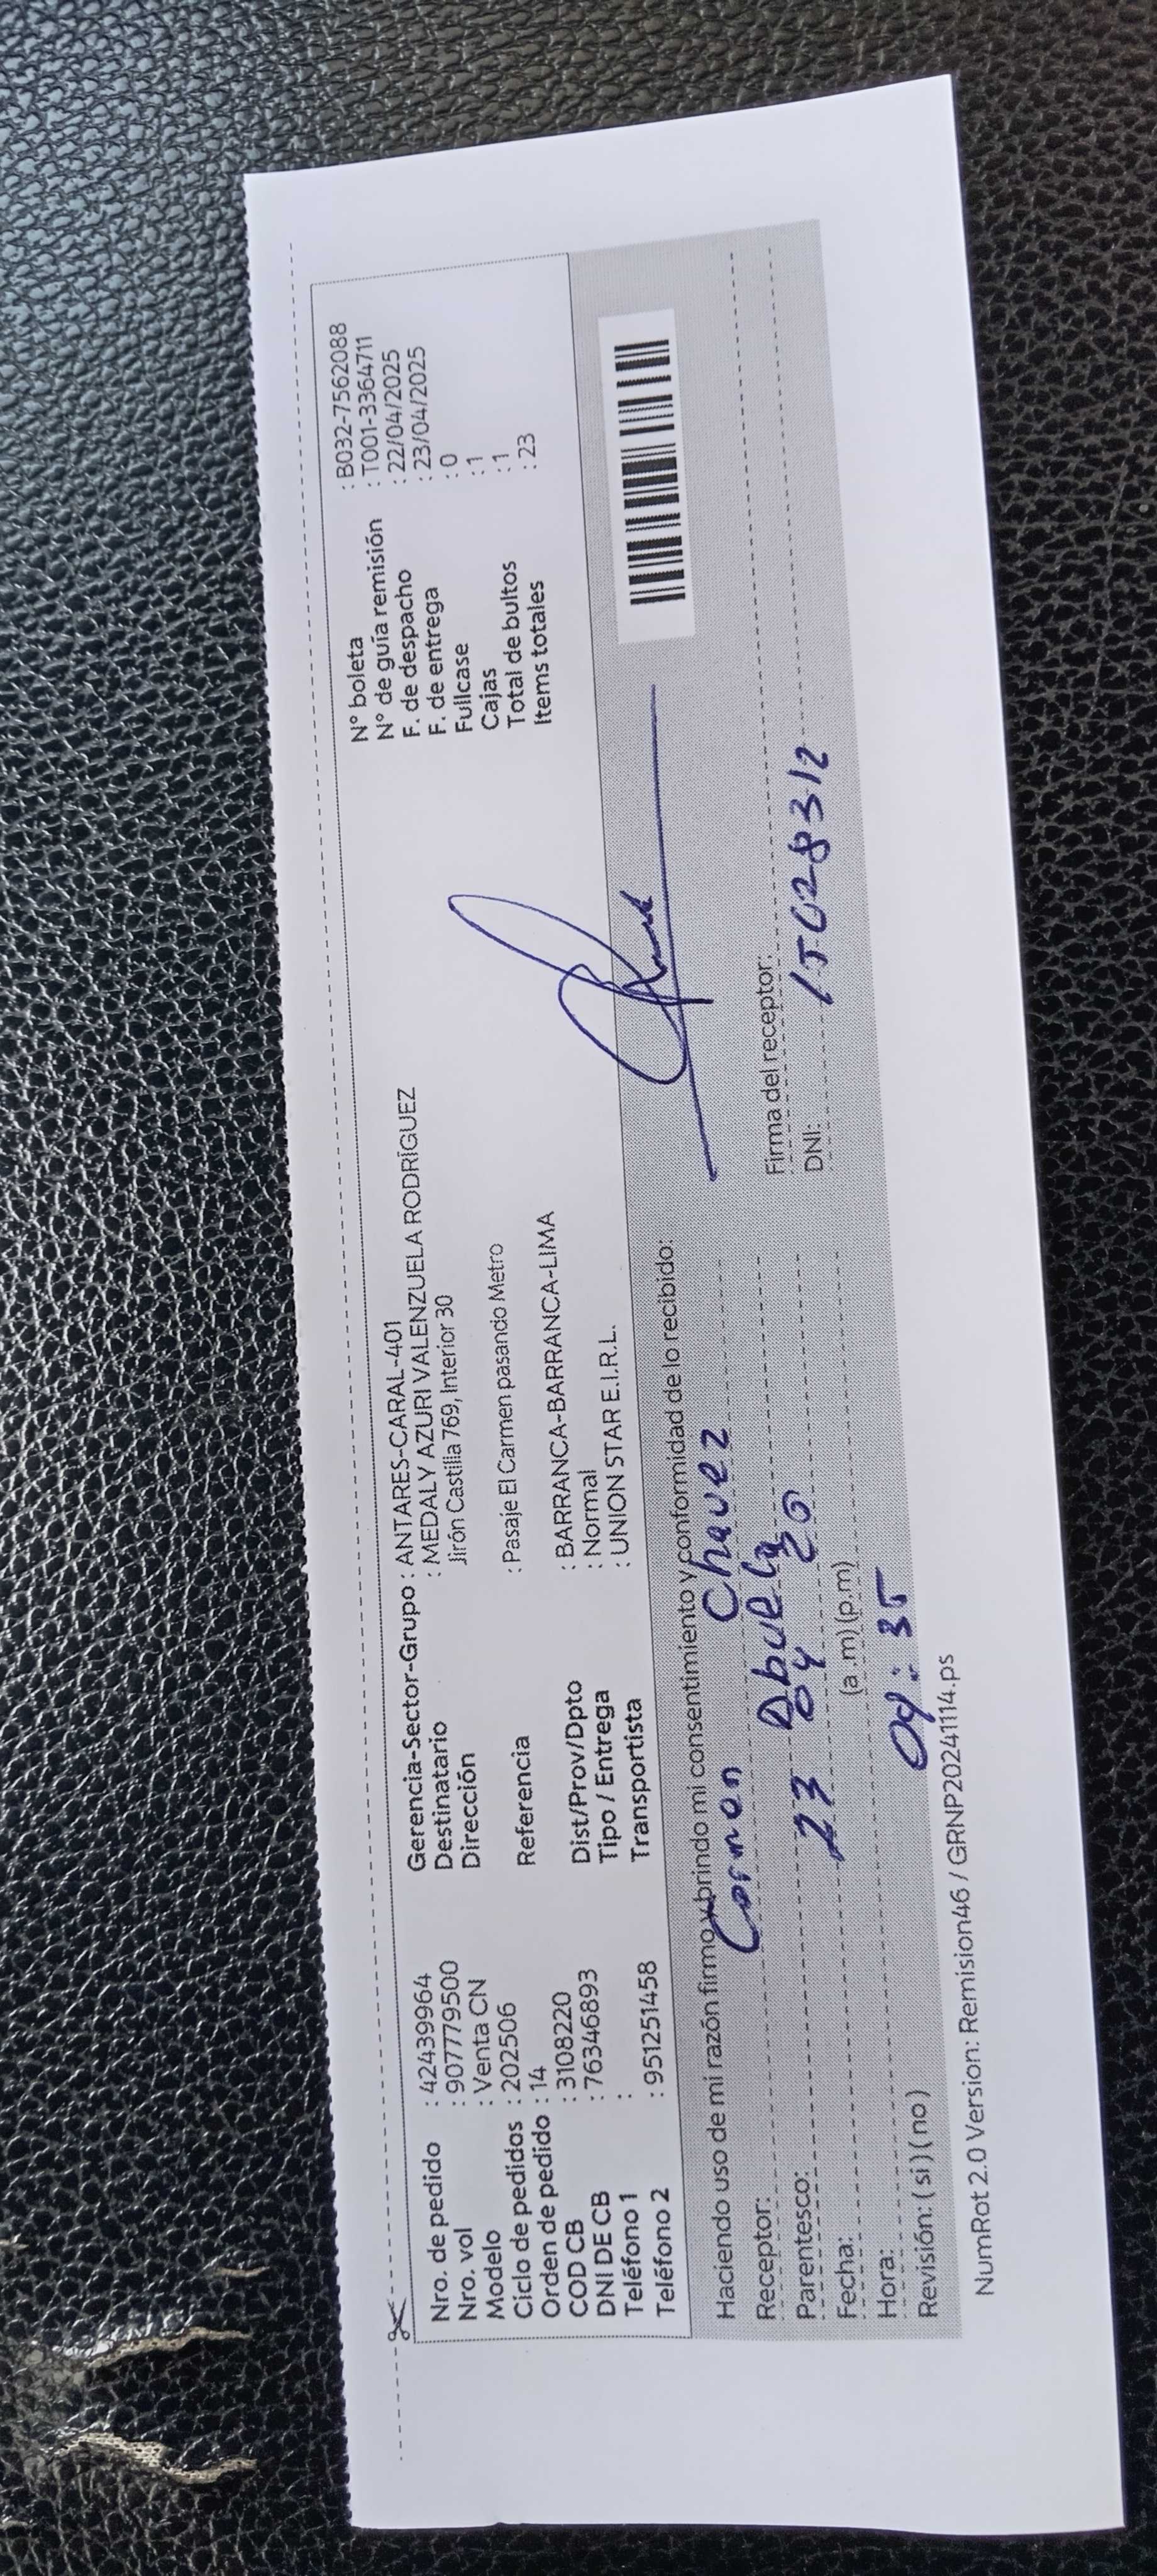 Nro. de pedido : 42439964
Nro. vol : 907779500
Modelo : Venta CN
Ciclo de pedidos : 202506
Orden de pedido : 14
COD CB : 3108220
DNI DE CB : 76346893
Teléfono 1 :
Teléfono 2 : 951251458
Gerencia-Sector-Grupo : ANTARES-CARAL-401
Destinatario : MEDALY AZURI VALENZUELA RODRÍGUEZ
Dirección Jirón Castilla 769, Interior 30
Referencia : Pasaje El Carmen pasando Metro
Dist/Prov/Dpto : BARRANCA-BARRANCA-LIMA
Tipo / Entrega : Normal
Transportista : UNION STAR E.I.R.L.
N° boleta : B032-7562088
N° de guía remisión : T001-3364711
F. de despacho : 22/04/2025
F. de entrega : 23/04/2025
Fullcase : 0
Cajas : 1
Total de bultos : 1
Items totales : 23
Haciendo uso de mi razón firmo y brindo mi consentimiento y conformidad de lo recibido:
Receptor: Carmen Chavez
Parentesco: Abuela
Fecha: 23 04
Hora: (a.m) (p.m) 09:35
Revisión: ( si ) ( no )
Firma del receptor:
DNI:
NumRot 2.0 Version: Remision46 / GRNP20241114.ps